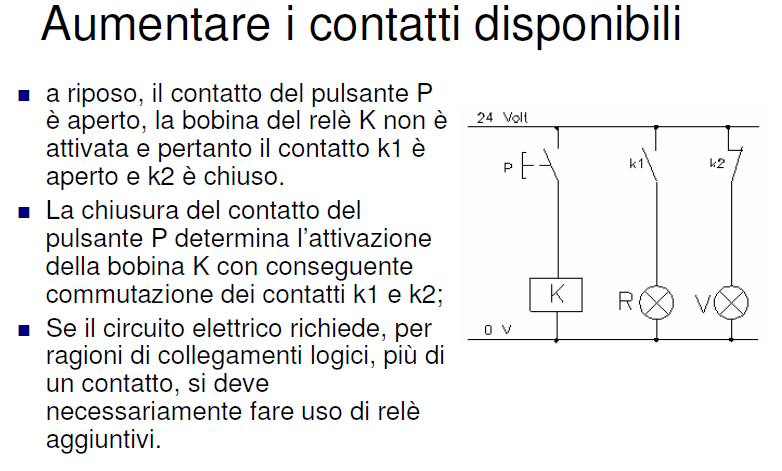 Aumentare i contatti disponibili
a riposo, il contatto del pulsante P
è aperto, la bobina del relè K non è
attivata e pertanto il contatto k1 è
aperto e k2 è chiuso.
La chiusura del contatto del
pulsante P determina l'attivazione
della bobina K con conseguente
commutazione dei contatti k1 e k2;
Se il circuito elettrico richiede, per
ragioni di collegamenti logici, più di
un contatto, si deve
necessariamente fare uso di relè
aggiuntivi.
24 Volt
P
k1
k2
K
R
V
0 V